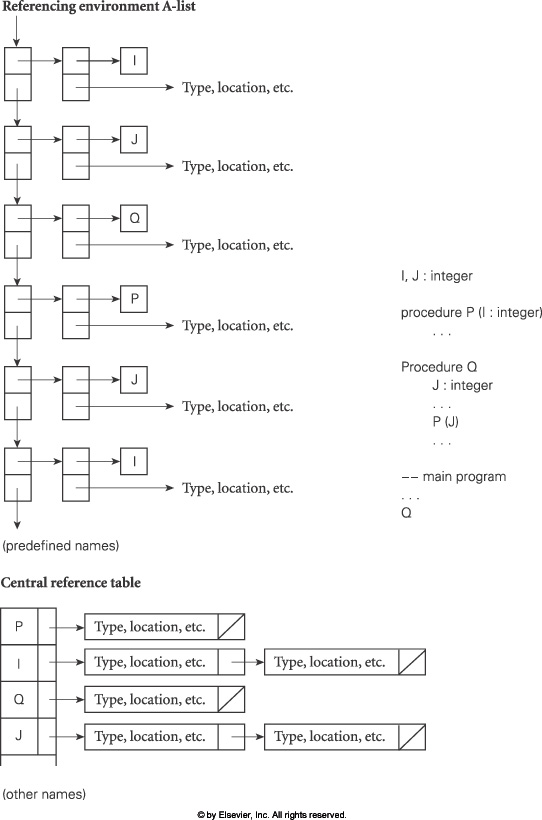 Referencing environment A-list
I
Type, location, etc.
J
Type, location, etc.
Q
Type, location, etc.
P
Type, location, etc.
J
Type, location, etc.
I
Type, location, etc.
(predefined names)
I, J : integer
procedure P (I : integer)
. . .
Procedure Q
J : integer
. . .
P (J)
. . .
−− main program
. . .
Q
Central reference table
P Type, location, etc.
I Type, location, etc. Type, location, etc.
Q Type, location, etc.
J Type, location, etc. Type, location, etc.
(other names)
© by Elsevier, Inc. All rights reserved.